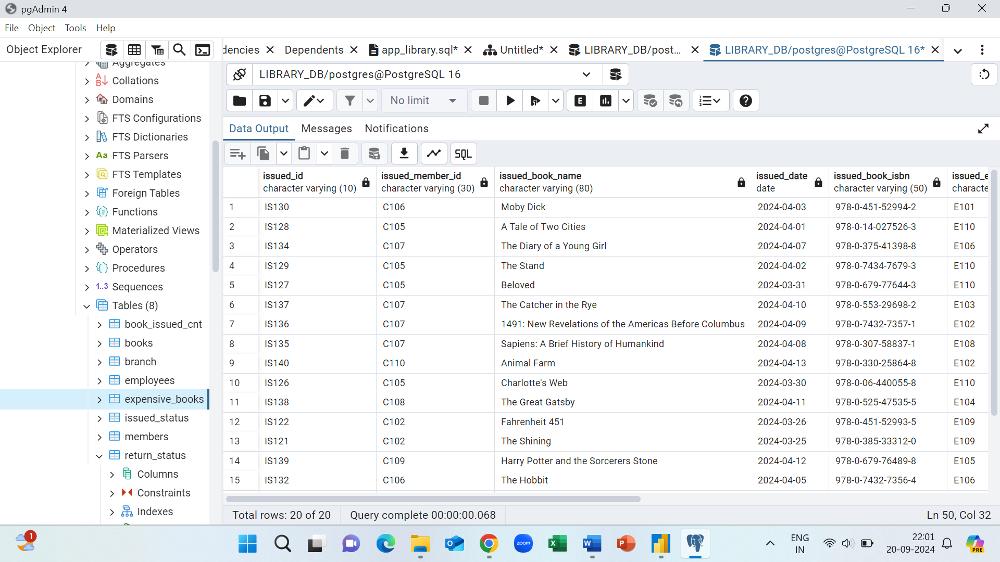 pgAdmin 4
File Object Tools Help
Object Explorer
dencies Dependents app_library.sql* Untitled* LIBRARY_DB/post... LIBRARY_DB/postgres@PostgreSQL 16*
LIBRARY_DB/postgres@PostgreSQL 16
No limit
E
Data Output Messages Notifications
SQL
Aggregates
Collations
Domains
FTS Configurations
FTS Dictionaries
Aa FTS Parsers
FTS Templates
Foreign Tables
Functions
Materialized Views
Operators
Procedures
1..3 Sequences
Tables (8)
book_issued_cnt
books
branch
employees
expensive_books
issued_status
members
return_status
Columns
Constraints
Indexes
issued_id issued_member_id issued_book_name issued_date issued_book_isbn issued_e
character varying (10) character varying (30) character varying (80) date character varying (50) characte
1 IS130 C106 Moby Dick 2024-04-03 978-0-451-52994-2 E101
2 IS128 C105 A Tale of Two Cities 2024-04-01 978-0-14-027526-3 E110
3 IS134 C107 The Diary of a Young Girl 2024-04-07 978-0-375-41398-8 E106
4 IS129 C105 The Stand 2024-04-02 978-0-7434-7679-3 E110
5 IS127 C105 Beloved 2024-03-31 978-0-679-77644-3 E110
6 IS137 C107 The Catcher in the Rye 2024-04-10 978-0-553-29698-2 E103
7 IS136 C107 1491: New Revelations of the Americas Before Columbus 2024-04-09 978-0-7432-7357-1 E102
8 IS135 C107 Sapiens: A Brief History of Humankind 2024-04-08 978-0-307-58837-1 E108
9 IS140 C110 Animal Farm 2024-04-13 978-0-330-25864-8 E102
10 IS126 C105 Charlotte's Web 2024-03-30 978-0-06-440055-8 E110
11 IS138 C108 The Great Gatsby 2024-04-11 978-0-525-47535-5 E104
12 IS122 C102 Fahrenheit 451 2024-03-26 978-0-451-52993-5 E109
13 IS121 C102 The Shining 2024-03-25 978-0-385-33312-0 E109
14 IS139 C109 Harry Potter and the Sorcerers Stone 2024-04-12 978-0-679-76489-8 E105
15 IS132 C106 The Hobbit 2024-04-05 978-0-7432-7356-4 E106
Total rows: 20 of 20 Query complete 00:00:00.068 Ln 50, Col 32
1
zoom
ENG
IN
22:01
20-09-2024
PRE